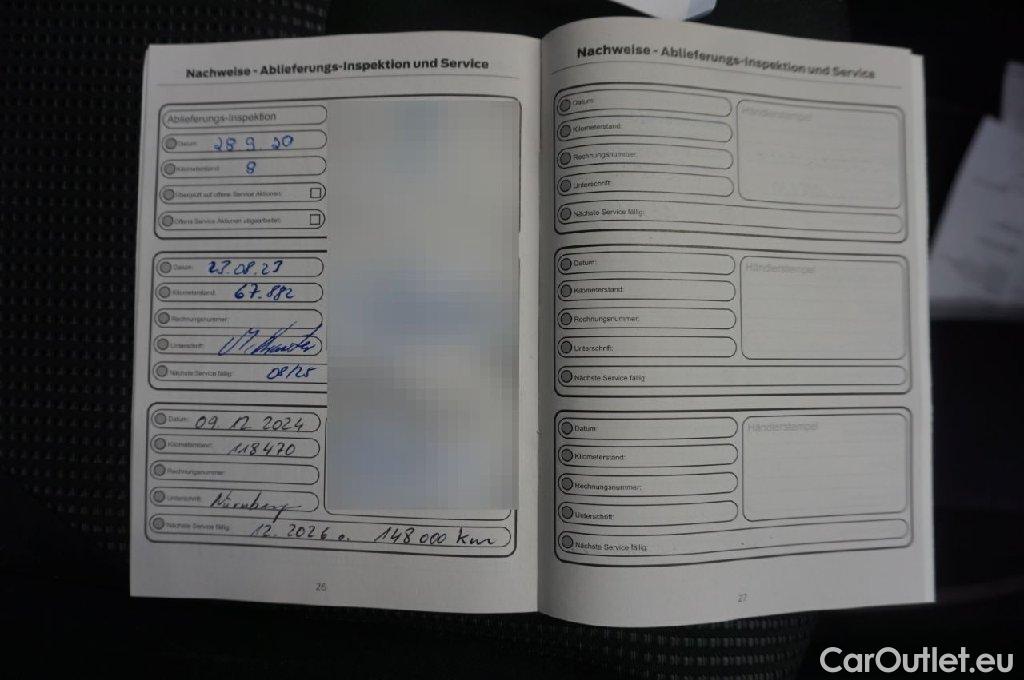 Nachweise - Ablieferungs-Inspektion und Service
Ablieferungs-Inspektion
Datum: 28 9 20
Kilometerstand: 8
Überprüft auf offene Service Aktionen:
Offene Service Aktionen abgearbeitet:
Datum: 23.08.23
Kilometerstand: 67.882
Rechnungsnummer:
Unterschrift:
Nächste Service fällig: 08/25
Datum: 09 12 2024
Kilometerstand: 118470
Rechnungsnummer:
Unterschrift: Nürnberg
Nächste Service fällig: 12. 2026 o. 148 000 km
26
Nachweise - Ablieferungs-Inspektion und Service
Datum:
Händlerstempel
Kilometerstand:
Rechnungsnummer:
Unterschrift:
Nächste Service fällig:
Datum:
Händlerstempel
Kilometerstand:
Rechnungsnummer:
Unterschrift:
Nächste Service fällig
Datum:
Händlerstempel
Kilometerstand:
Rechnungsnummer:
Unterschrift:
Nächste Service fällig
27
CarOutlet.eu